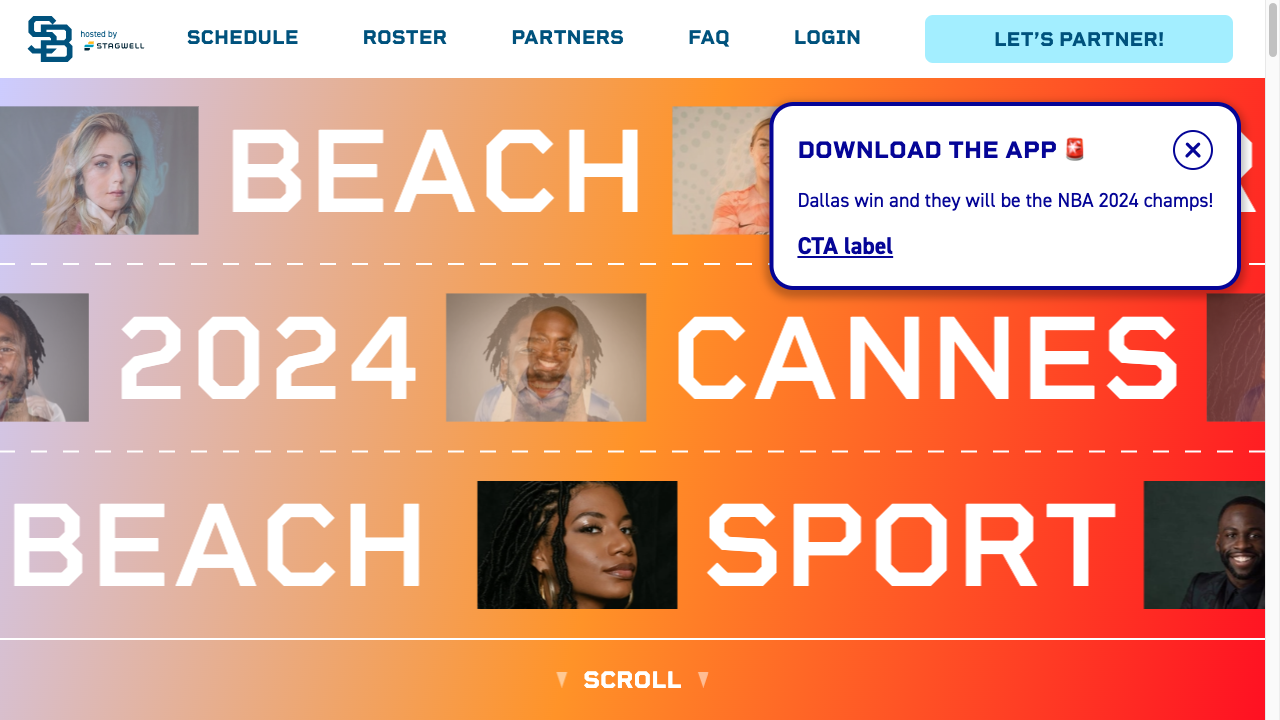 hosted by
STAGWELL
SCHEDULE
ROSTER
PARTNERS
FAQ
LOGIN
LET’S PARTNER!
BEACH
DOWNLOAD THE APP 🚨
Dallas win and they will be the NBA 2024 champs!
CTA label
2024
CANNES
BEACH
SPORT
SCROLL